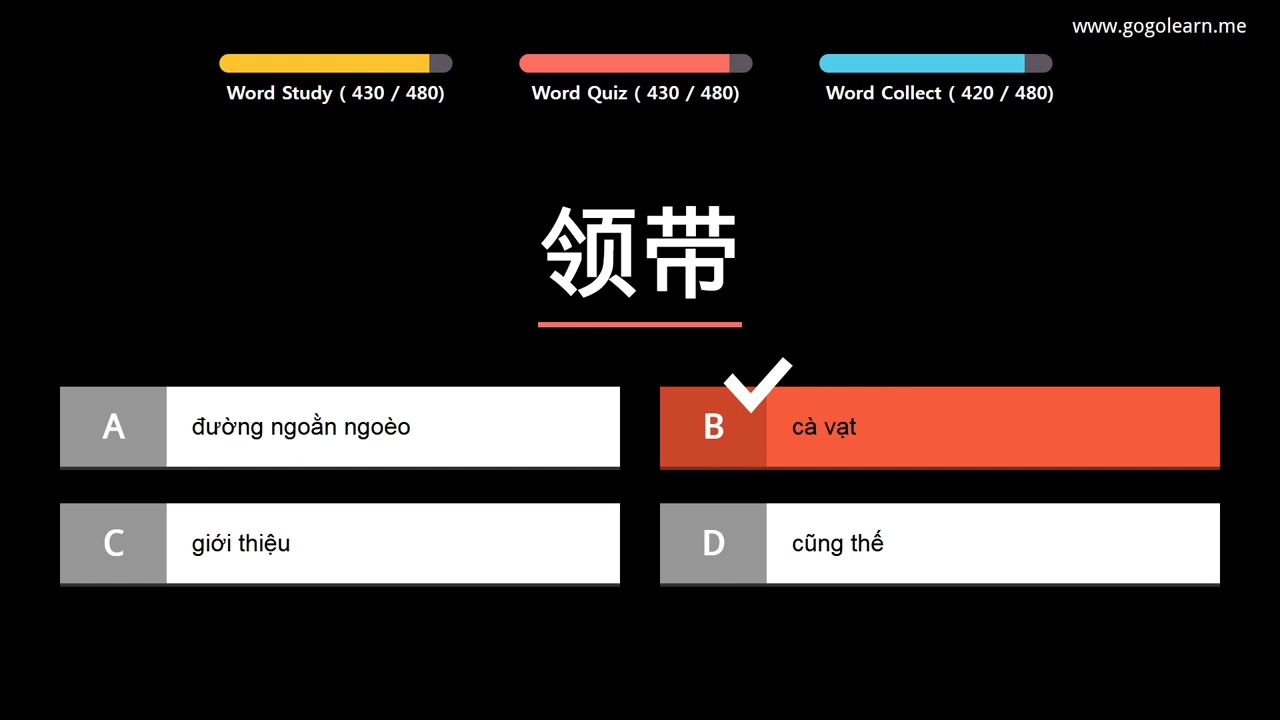 www.gogolearn.me
Word Study ( 430 / 480)
Word Quiz ( 430 / 480)
Word Collect ( 420 / 480)
领带
A
đường ngoằn ngoèo
B
cà vạt
C
giới thiệu
D
cũng thế